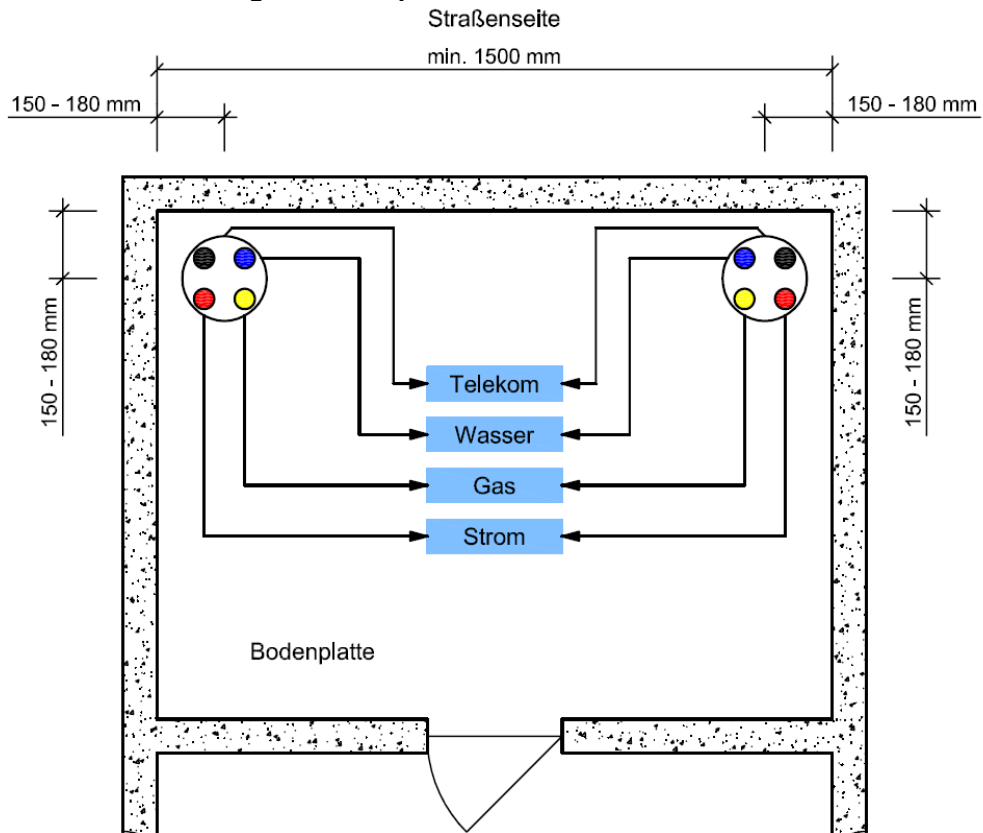 Straßenseite
min. 1500 mm
150 - 180 mm
150 - 180 mm
150 - 180 mm
150 - 180 mm
Telekom
Wasser
Gas
Strom
Bodenplatte